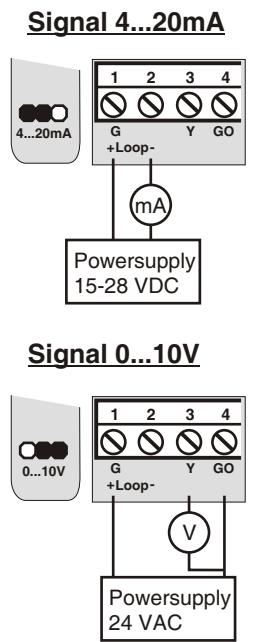 Signal 4...20mA
1 2 3 4
4...20mA
G Y GO
+Loop-
mA
Powersupply
15-28 VDC
Signal 0...10V
1 2 3 4
0...10V
G Y GO
+Loop-
V
Powersupply
24 VAC